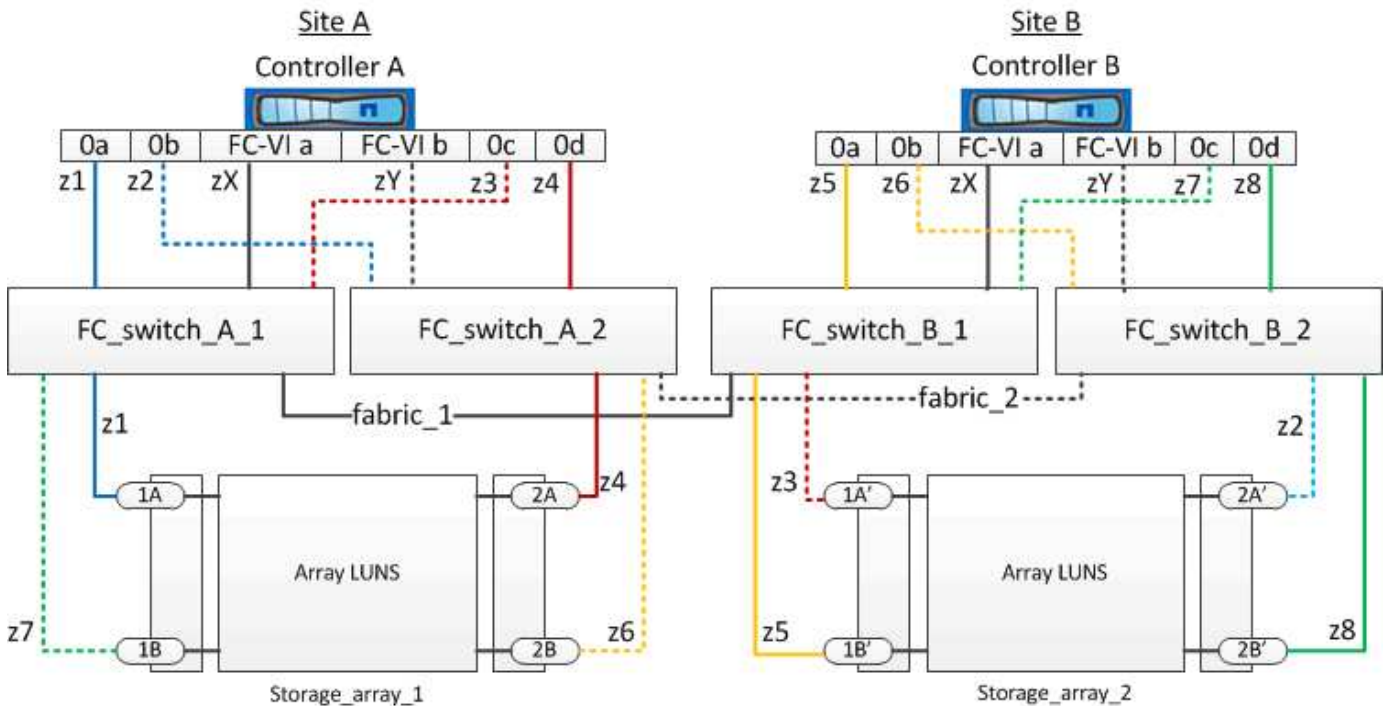 Site A
Site B
Controller A
Controller B
0a 0b FC-VI a FC-VI b 0c 0d
0a 0b FC-VI a FC-VI b 0c 0d
z1 z2 zX zY z3 z4
z5 z6 zX zY z7 z8
FC_switch_A_1
FC_switch_A_2
FC_switch_B_1
FC_switch_B_2
fabric_1
fabric_2
z1
z4
z3
z2
1A
2A
1A′
2A′
Array LUNS
Array LUNS
z7
z6
z5
z8
1B
2B
1B′
2B′
Storage_array_1
Storage_array_2